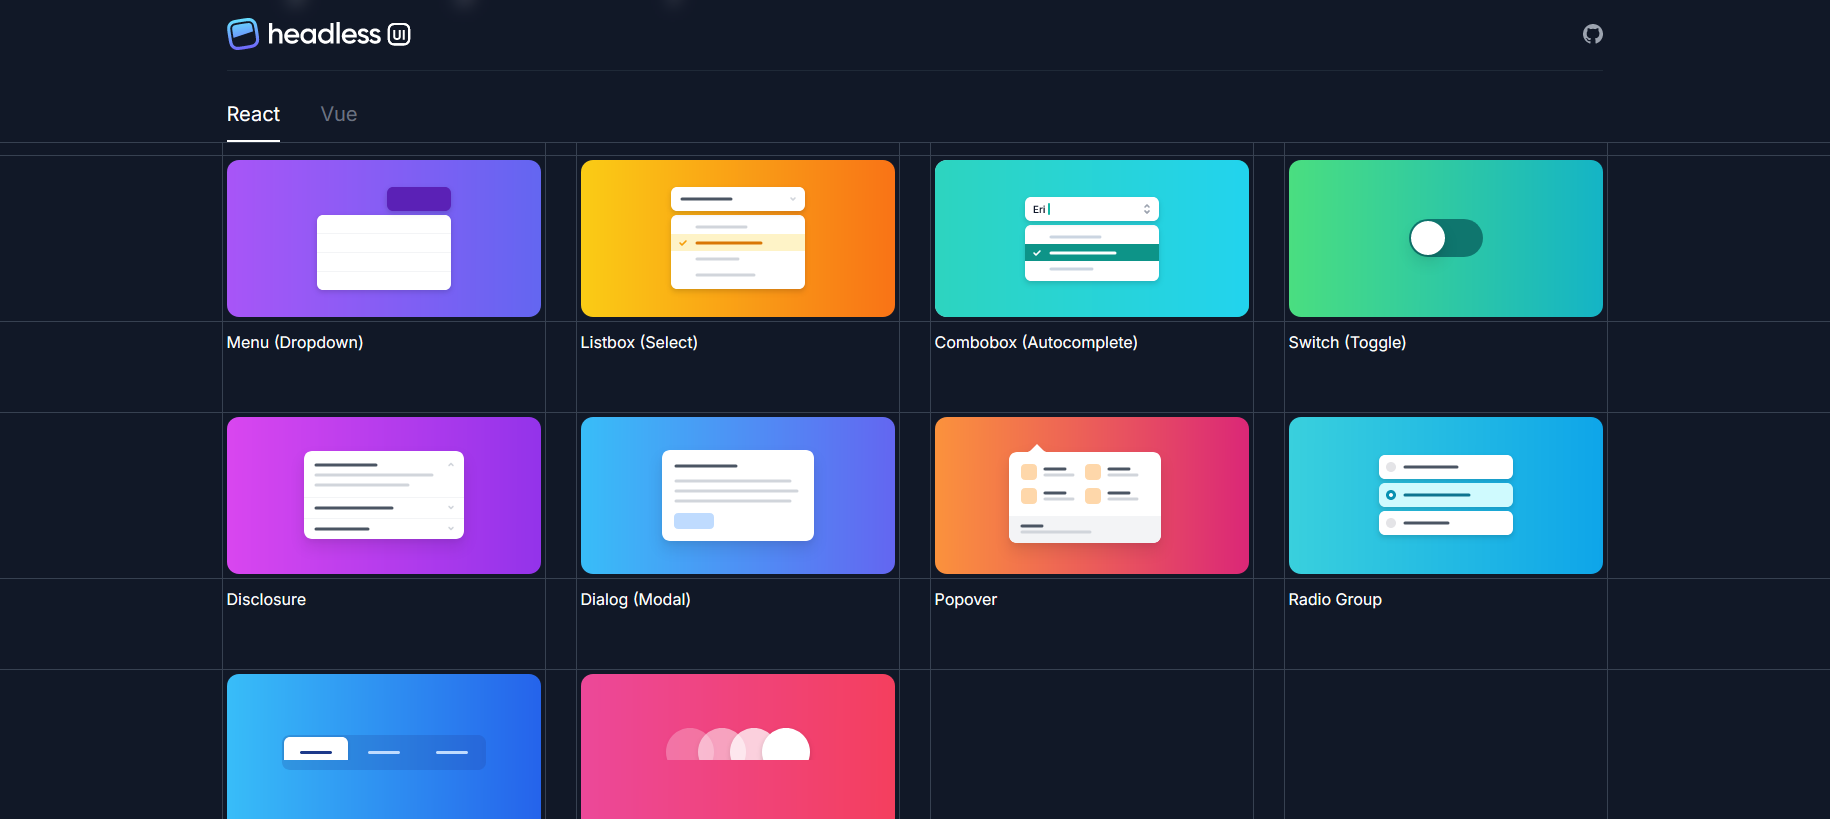 headless UI
React Vue
Eri
Menu (Dropdown) Listbox (Select) Combobox (Autocomplete) Switch (Toggle)
Disclosure Dialog (Modal) Popover Radio Group